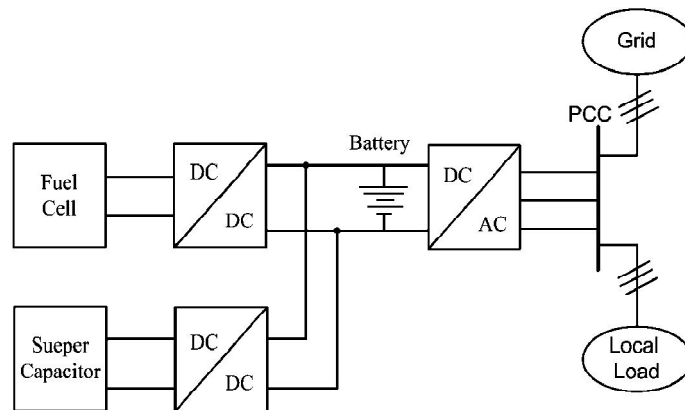 Grid
PCC
Battery
Fuel
Cell
DC
DC
DC
AC
Sueper
Capacitor
DC
DC
Local
Load